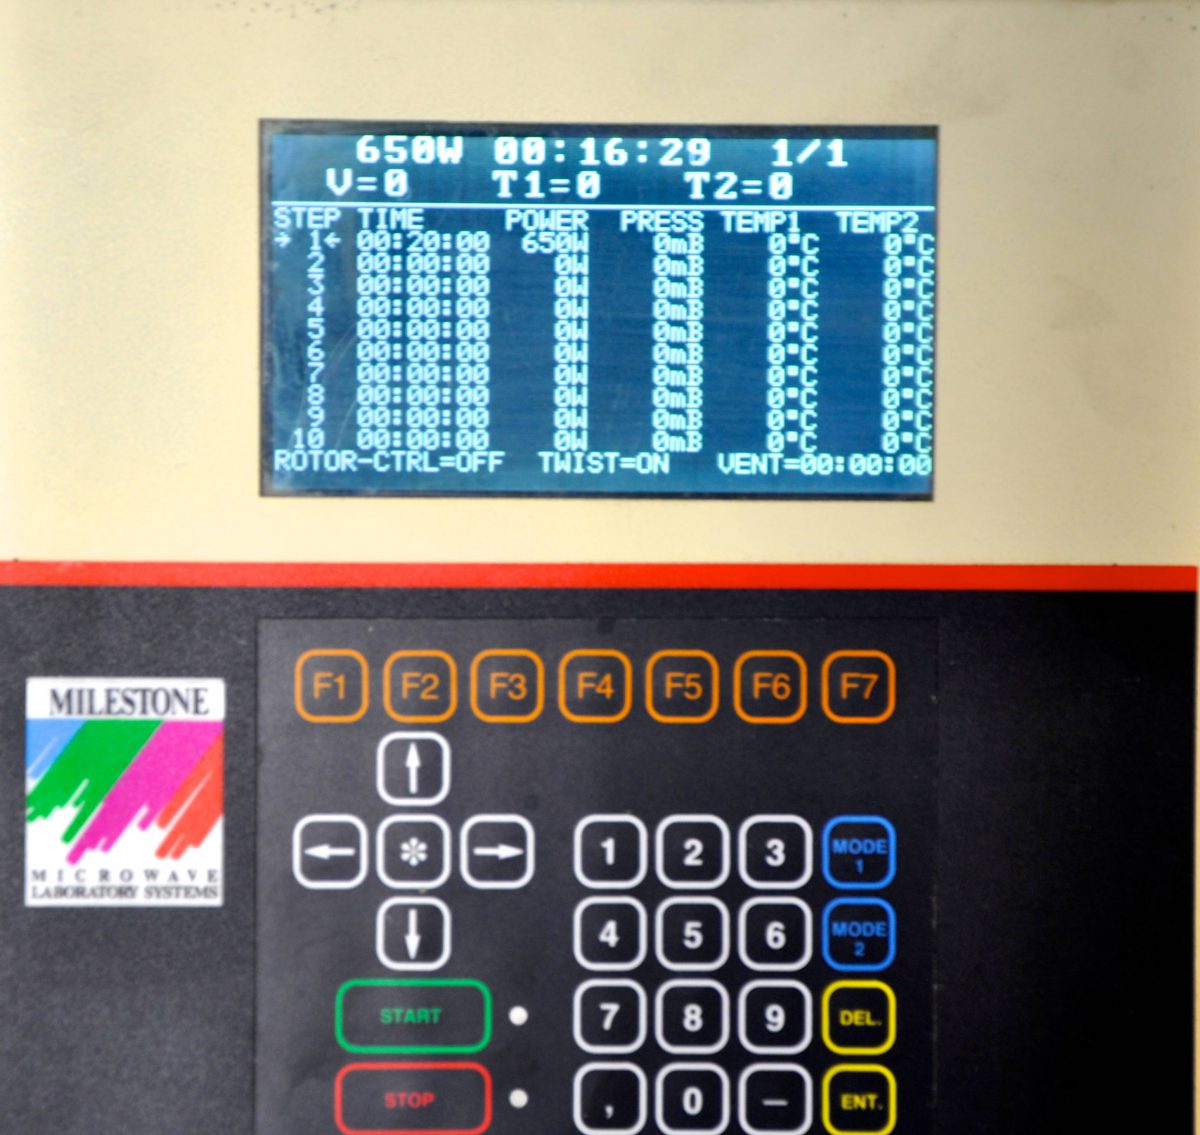 650W 00:16:29 1/1
V=0 T1=0 T2=0
STEP TIME POWER PRESS TEMP1 TEMP2
→ 1← 00:20:00 650W 0mB 0°C 0°C
2 00:00:00 0W 0mB 0°C 0°C
3 00:00:00 0W 0mB 0°C 0°C
4 00:00:00 0W 0mB 0°C 0°C
5 00:00:00 0W 0mB 0°C 0°C
6 00:00:00 0W 0mB 0°C 0°C
7 00:00:00 0W 0mB 0°C 0°C
8 00:00:00 0W 0mB 0°C 0°C
9 00:00:00 0W 0mB 0°C 0°C
10 00:00:00 0W 0mB 0°C 0°C
ROTOR-CTRL=OFF TWIST=ON VENT=00:00:00
MILESTONE
MICROWAVE
LABORATORY SYSTEMS
F1 F2 F3 F4 F5 F6 F7
↑
← * →
↓
1 2 3 MODE 1
4 5 6 MODE 2
START
7 8 9 DEL.
STOP
, 0 — ENT.